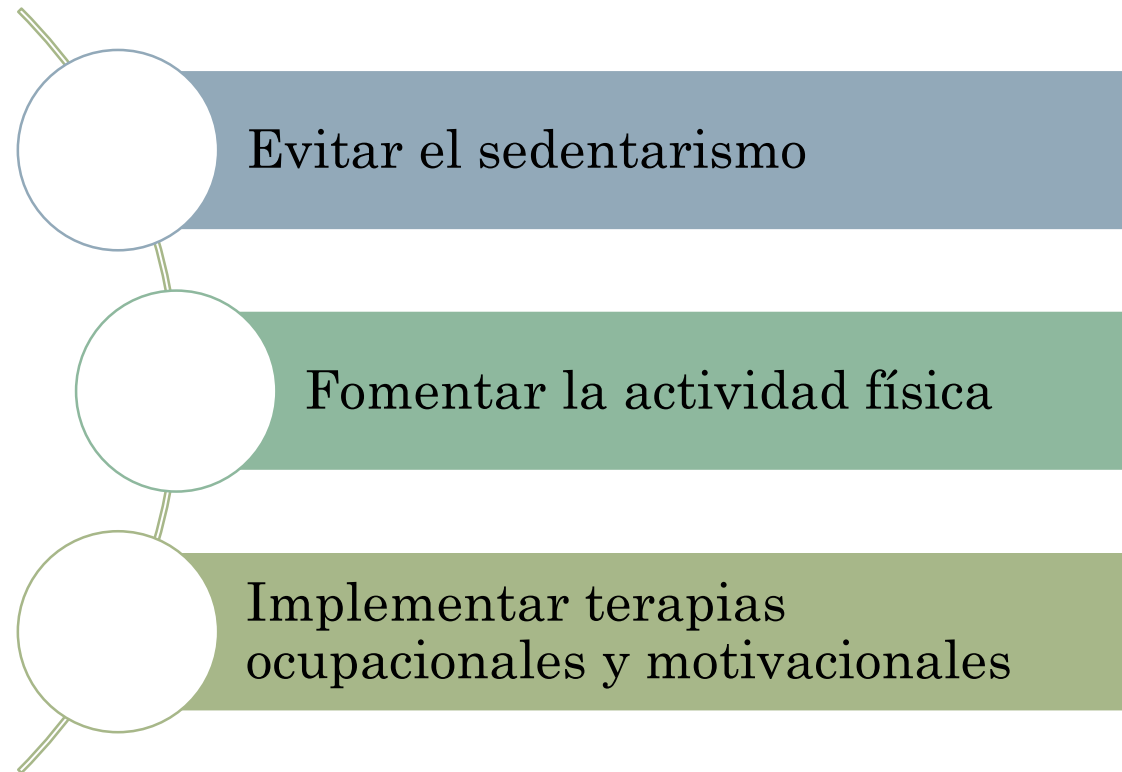 Evitar el sedentarismo
Fomentar la actividad física
Implementar terapias
ocupacionales y motivacionales